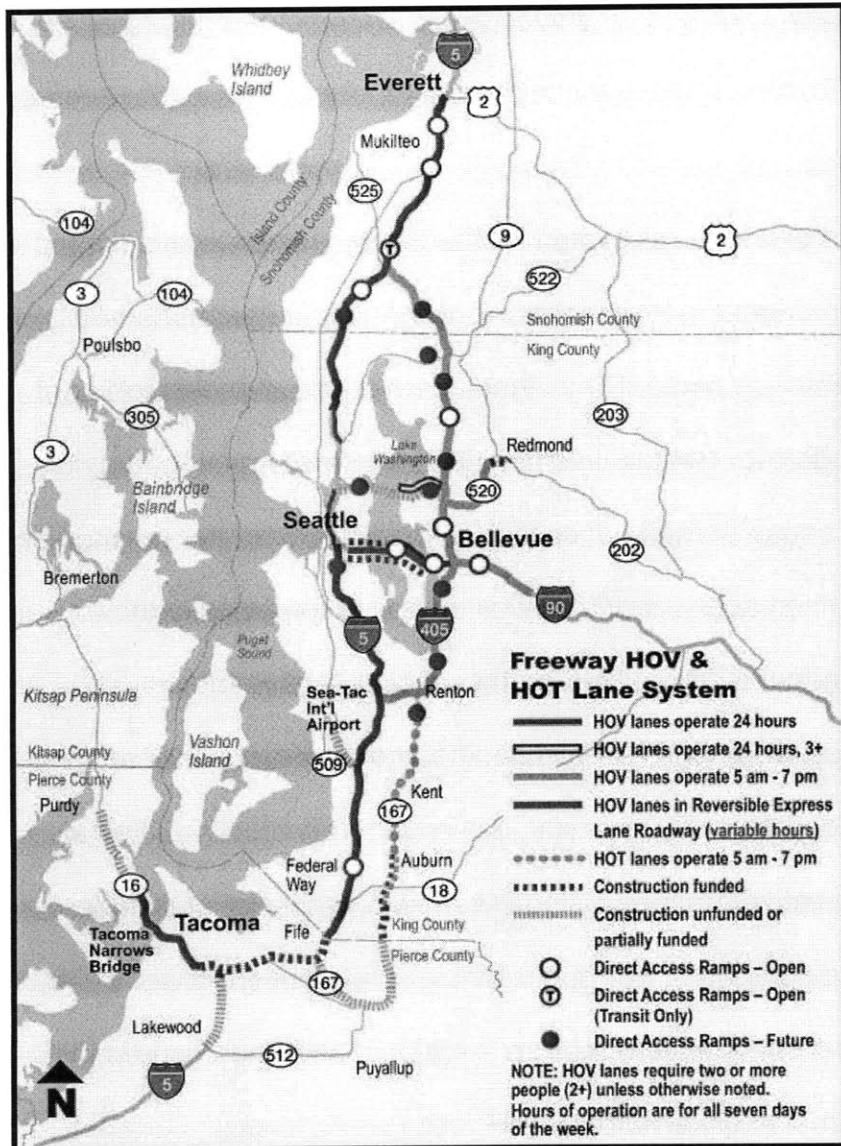 5
Everett
2
Whidbey
Island
Mukilteo
525
Island County
Snohomish County
104
9
2
T
522
3
104
Snohomish County
King County
Poulsbo
305
203
3
Lake
Washington
Redmond
520
Bainbridge
Island
Seattle
Bellevue
202
Bremerton
90
5
405
Puget
Sound
Kitsap Peninsula
Sea-Tac
Int'l
Airport
Renton
Kitsap County
Pierce County
Vashon
Island
509
Purdy
Kent
167
Federal
Way
Auburn
16
18
Tacoma
Fife
King County
Pierce County
Tacoma
Narrows
Bridge
167
Lakewood
512
Puyallup
5
N
Freeway HOV &
HOT Lane System
HOV lanes operate 24 hours
HOV lanes operate 24 hours, 3+
HOV lanes operate 5 am - 7 pm
HOV lanes in Reversible Express
Lane Roadway (variable hours)
HOT lanes operate 5 am - 7 pm
Construction funded
Construction unfunded or
partially funded
Direct Access Ramps – Open
T
Direct Access Ramps – Open
(Transit Only)
Direct Access Ramps – Future
NOTE: HOV lanes require two or more
people (2+) unless otherwise noted.
Hours of operation are for all seven days
of the week.